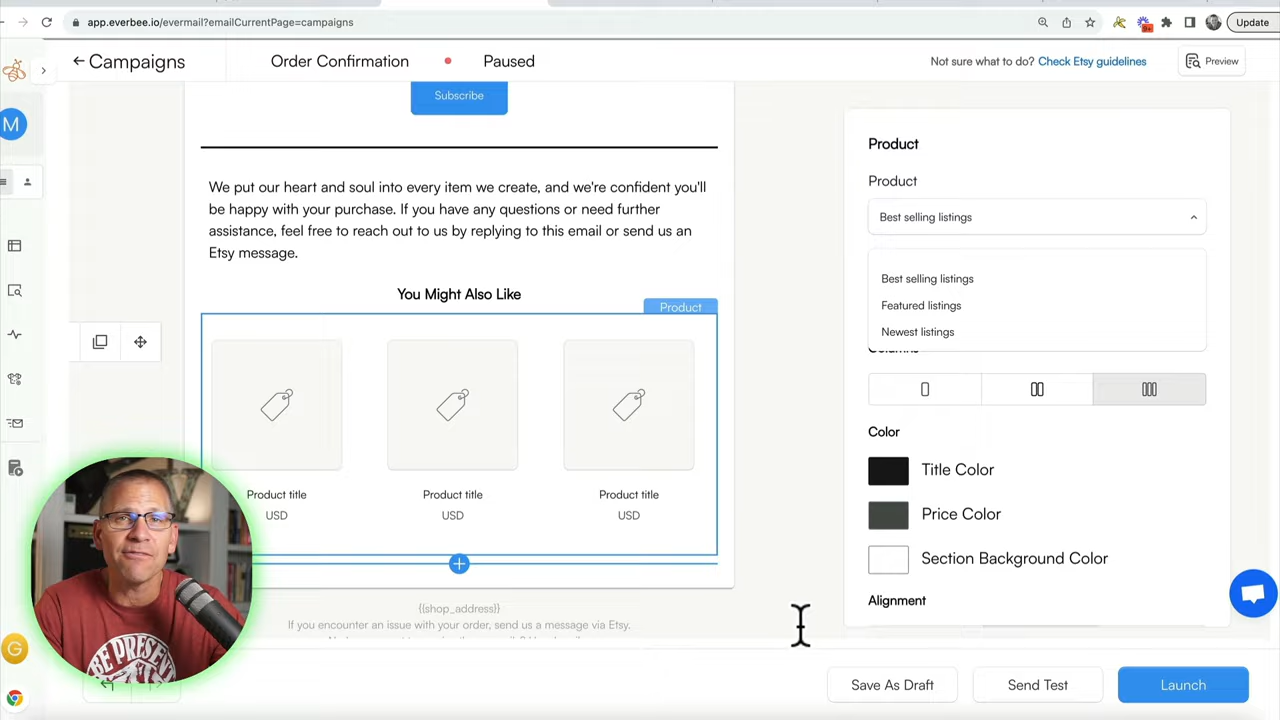 app.everbee.io/evermail?emailCurrentPage=campaigns
9+
Update
Campaigns
Order Confirmation
Paused
Not sure what to do? Check Etsy guidelines
Preview
M
Subscribe
We put our heart and soul into every item we create, and we're confident you'll
be happy with your purchase. If you have any questions or need further
assistance, feel free to reach out to us by replying to this email or send us an
Etsy message.
You Might Also Like
Product
Product title
USD
Product title
USD
Product title
USD
{{shop_address}}
If you encounter an issue with your order, send us a message via Etsy.
Product
Product
Best selling listings
Best selling listings
Featured listings
Newest listings
Columns
Color
Title Color
Price Color
Section Background Color
Alignment
G
BE PRESENT
Save As Draft
Send Test
Launch